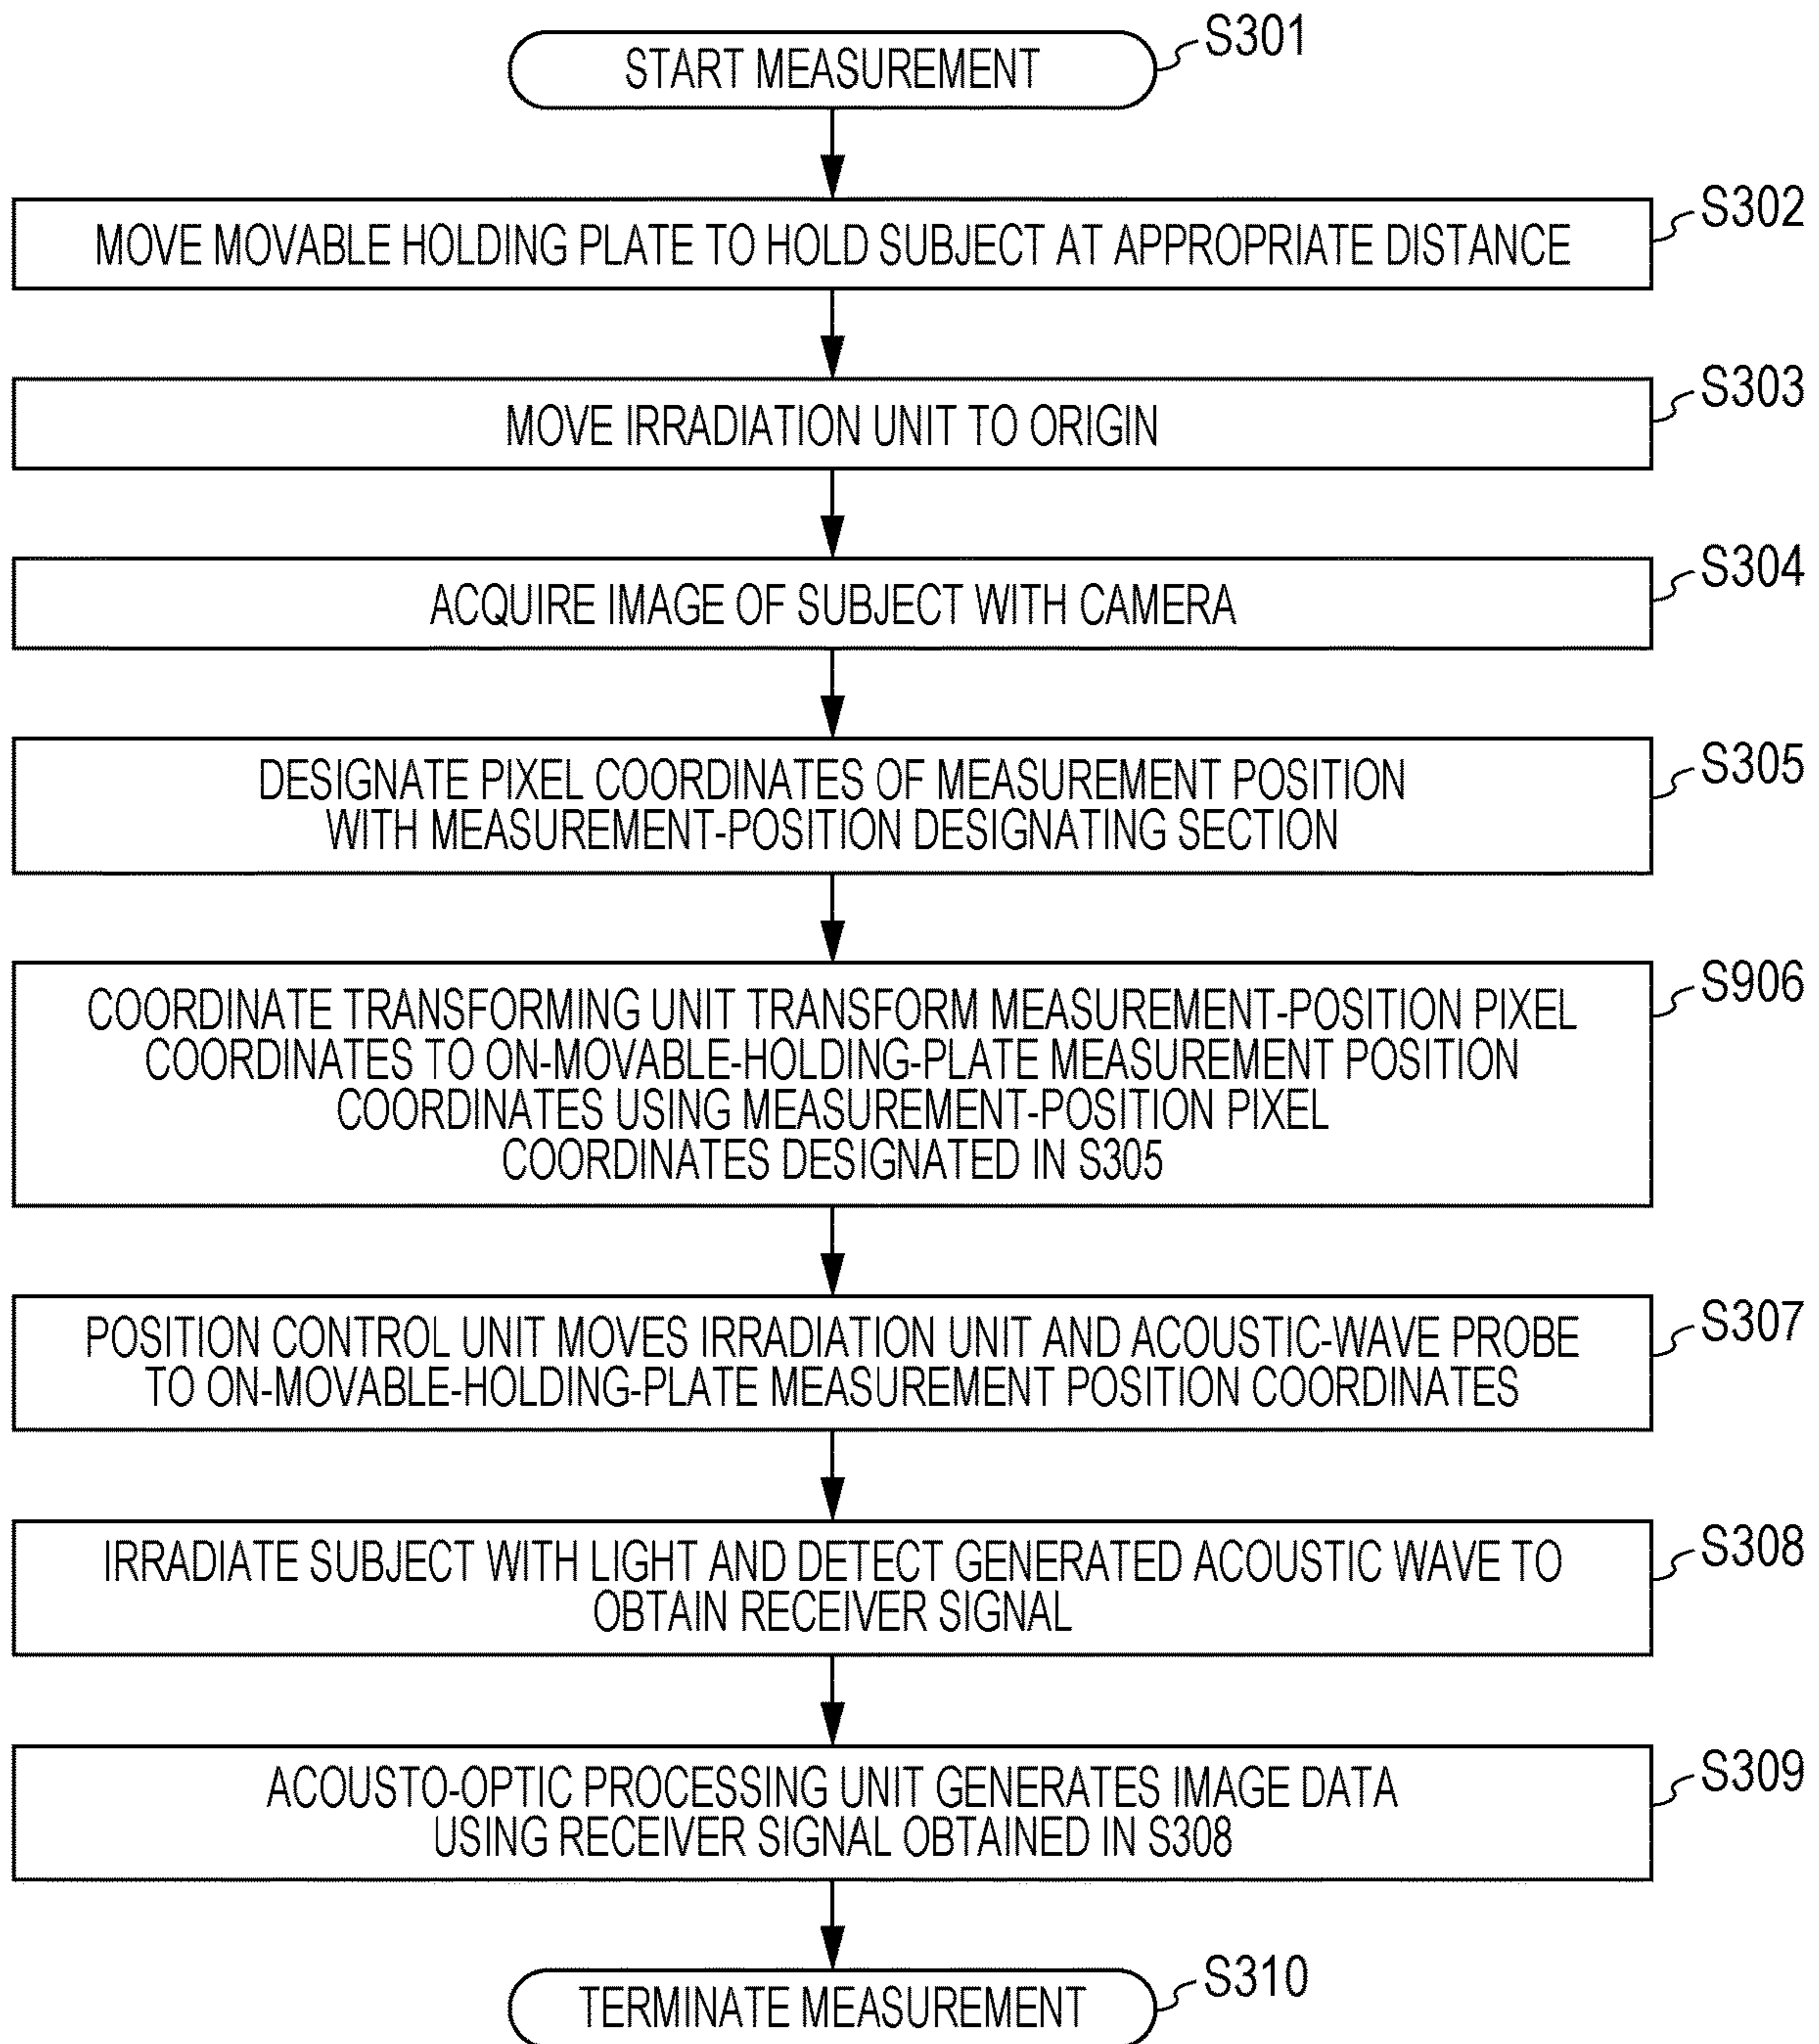 START MEASUREMENT
S301
MOVE MOVABLE HOLDING PLATE TO HOLD SUBJECT AT APPROPRIATE DISTANCE
S302
MOVE IRRADIATION UNIT TO ORIGIN
S303
ACQUIRE IMAGE OF SUBJECT WITH CAMERA
S304
DESIGNATE PIXEL COORDINATES OF MEASUREMENT POSITION
WITH MEASUREMENT-POSITION DESIGNATING SECTION
S305
COORDINATE TRANSFORMING UNIT TRANSFORM MEASUREMENT-POSITION PIXEL
COORDINATES TO ON-MOVABLE-HOLDING-PLATE MEASUREMENT POSITION
COORDINATES USING MEASUREMENT-POSITION PIXEL
COORDINATES DESIGNATED IN S305
S906
POSITION CONTROL UNIT MOVES IRRADIATION UNIT AND ACOUSTIC-WAVE PROBE
TO ON-MOVABLE-HOLDING-PLATE MEASUREMENT POSITION COORDINATES
S307
IRRADIATE SUBJECT WITH LIGHT AND DETECT GENERATED ACOUSTIC WAVE TO
OBTAIN RECEIVER SIGNAL
S308
ACOUSTO-OPTIC PROCESSING UNIT GENERATES IMAGE DATA
USING RECEIVER SIGNAL OBTAINED IN S308
S309
TERMINATE MEASUREMENT
S310